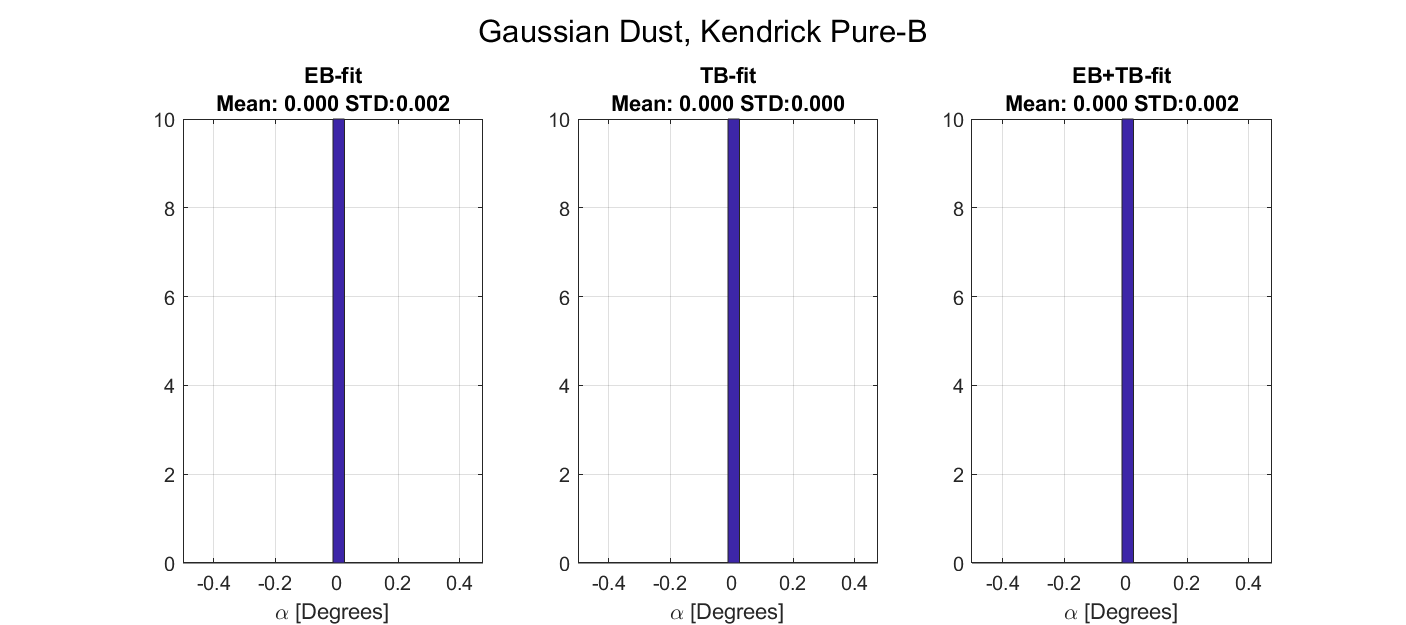 Gaussian Dust, Kendrick Pure-B
EB-fit
Mean: 0.000 STD:0.002
10
8
6
4
2
0
-0.4 -0.2 0 0.2 0.4
α [Degrees]
TB-fit
Mean: 0.000 STD:0.000
10
8
6
4
2
0
-0.4 -0.2 0 0.2 0.4
α [Degrees]
EB+TB-fit
Mean: 0.000 STD:0.002
10
8
6
4
2
0
-0.4 -0.2 0 0.2 0.4
α [Degrees]